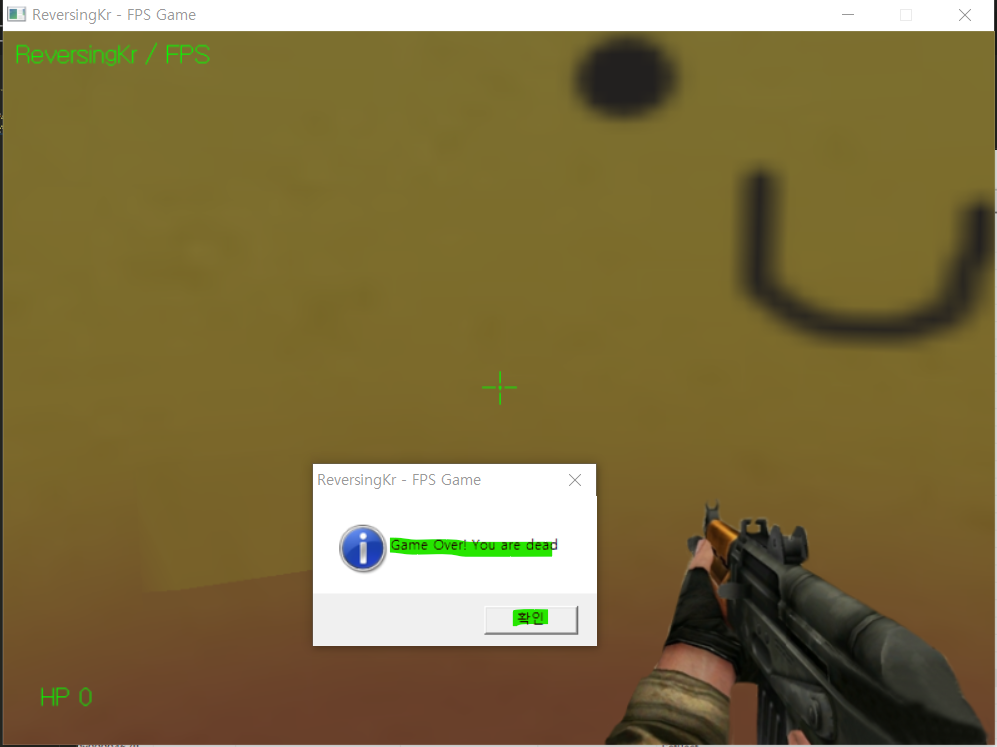 ReversingKr - FPS Game
ReversingKr / FPS
ReversingKr - FPS Game
Game Over! You are dead
확인
HP 0